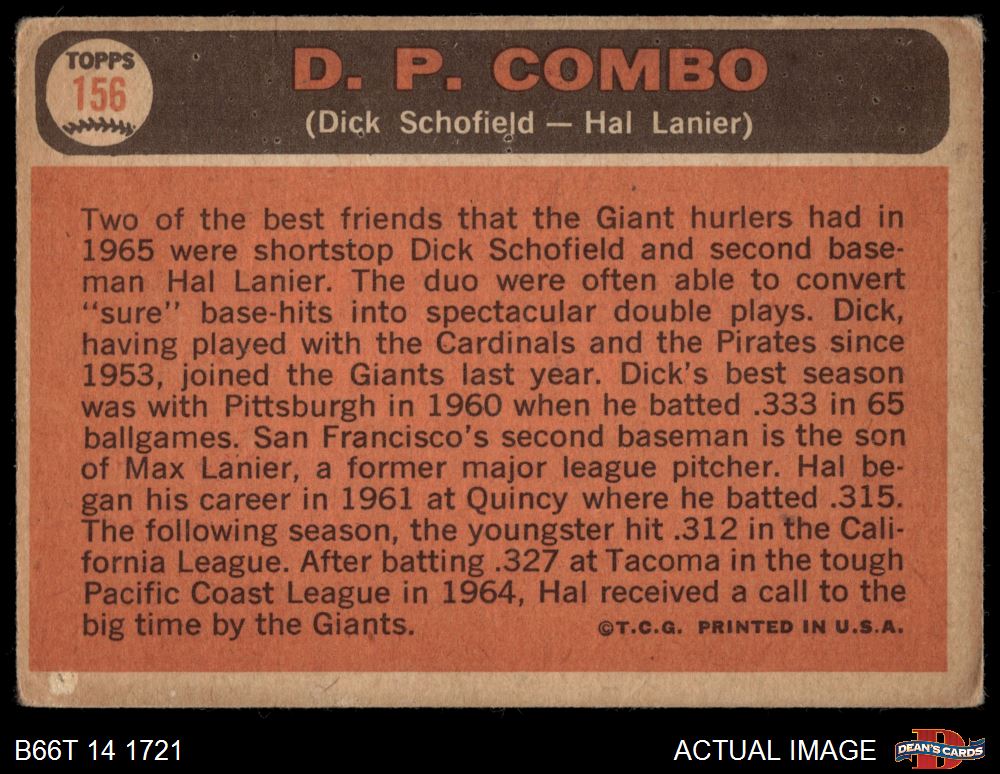 TOPPS
156
D. P. COMBO
(Dick Schofield — Hal Lanier)
Two of the best friends that the Giant hurlers had in
1965 were shortstop Dick Schofield and second base-
man Hal Lanier. The duo were often able to convert
“sure” base-hits into spectacular double plays. Dick,
having played with the Cardinals and the Pirates since
1953, joined the Giants last year. Dick’s best season
was with Pittsburgh in 1960 when he batted .333 in 65
ballgames. San Francisco’s second baseman is the son
of Max Lanier, a former major league pitcher. Hal be-
gan his career in 1961 at Quincy where he batted .315.
The following season, the youngster hit .312 in the Cali-
fornia League. After batting .327 at Tacoma in the tough
Pacific Coast League in 1964, Hal received a call to the
big time by the Giants.
©T.C.G. PRINTED IN U.S.A.
B66T 14 1721
ACTUAL IMAGE
D
DEAN'S CARDS